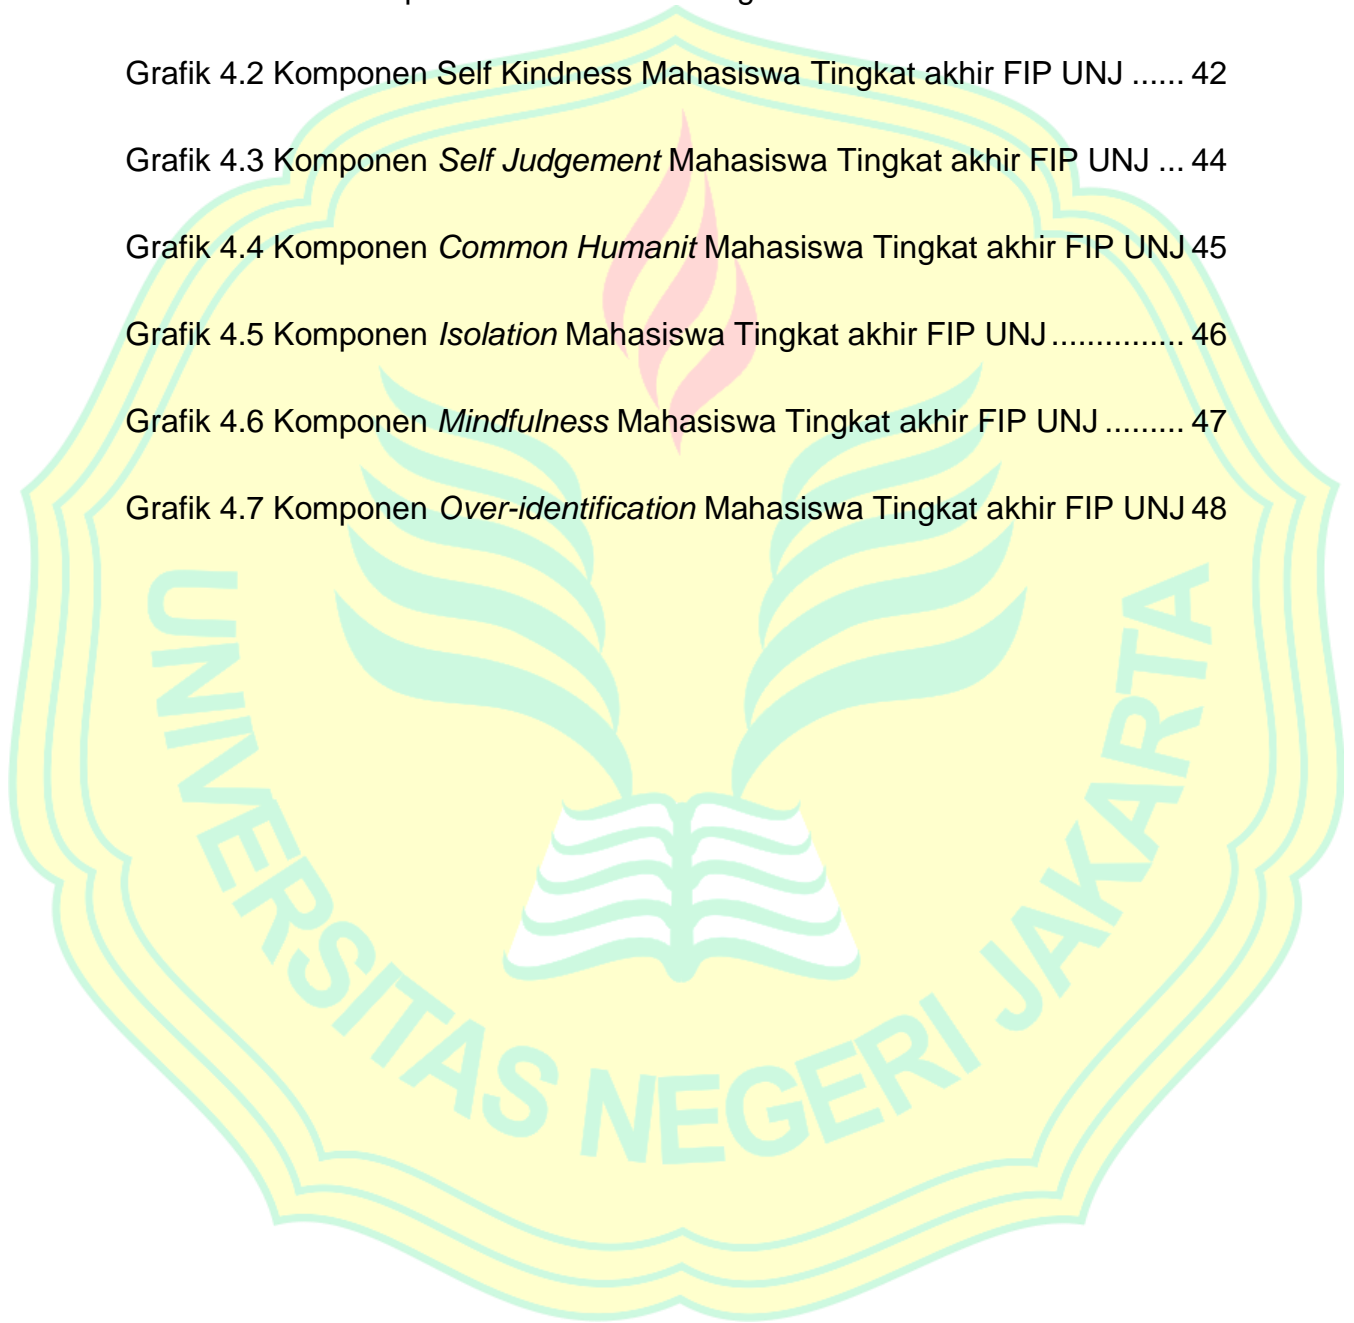 Grafik 4.2 Komponen Self Kindness Mahasiswa Tingkat akhir FIP UNJ ...... 42
Grafik 4.3 Komponen Self Judgement Mahasiswa Tingkat akhir FIP UNJ ... 44
Grafik 4.4 Komponen Common Humanit Mahasiswa Tingkat akhir FIP UNJ 45
Grafik 4.5 Komponen Isolation Mahasiswa Tingkat akhir FIP UNJ ............... 46
Grafik 4.6 Komponen Mindfulness Mahasiswa Tingkat akhir FIP UNJ ......... 47
Grafik 4.7 Komponen Over-identification Mahasiswa Tingkat akhir FIP UNJ 48
UNIVERSITAS NEGERI JAKARTA